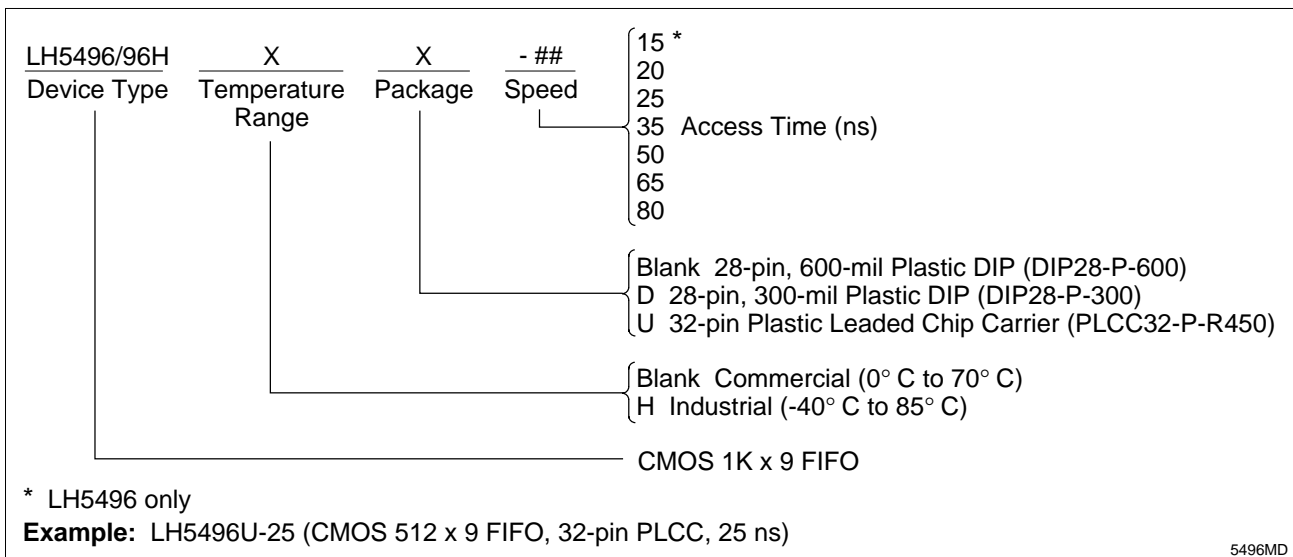 LH5496/96H X X - ##
Device Type Temperature Range Package Speed
15 *
20
25
35 Access Time (ns)
50
65
80
Blank 28-pin, 600-mil Plastic DIP (DIP28-P-600)
D 28-pin, 300-mil Plastic DIP (DIP28-P-300)
U 32-pin Plastic Leaded Chip Carrier (PLCC32-P-R450)
Blank Commercial (0° C to 70° C)
H Industrial (-40° C to 85° C)
CMOS 1K x 9 FIFO
* LH5496 only
Example: LH5496U-25 (CMOS 512 x 9 FIFO, 32-pin PLCC, 25 ns)
5496MD